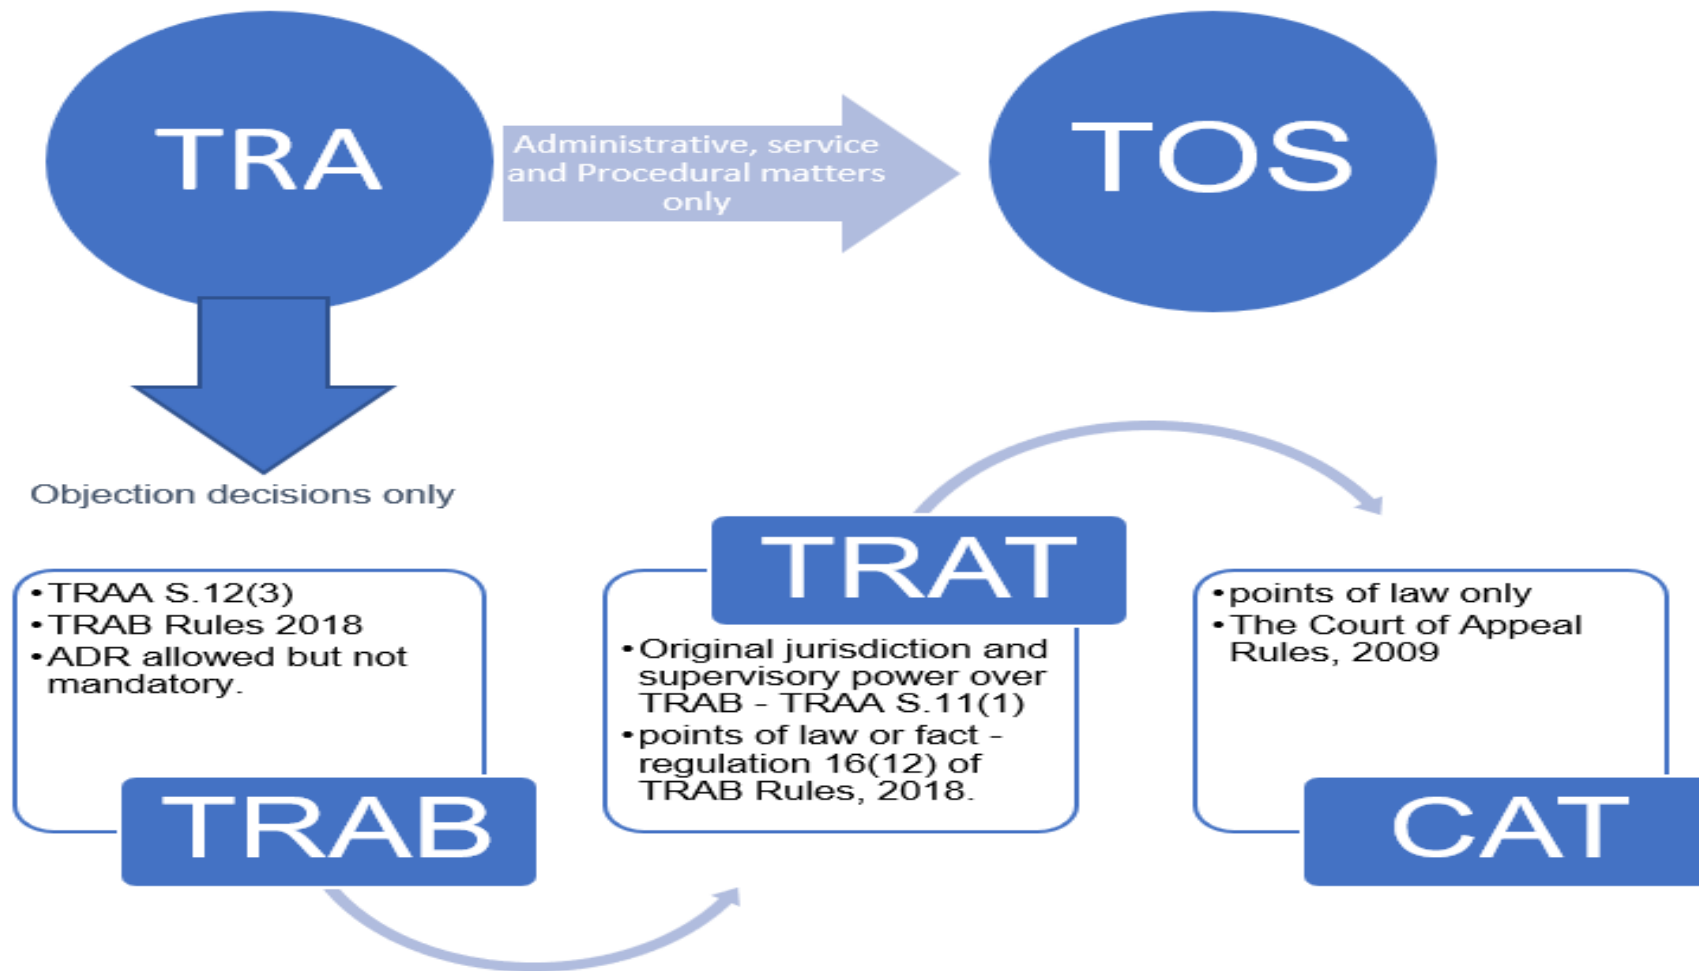 TRA
Administrative, service
and Procedural matters
only
TOS
Objection decisions only
•TRAA S.12(3)
•TRAB Rules 2018
•ADR allowed but not
mandatory.
TRAB
TRAT
•Original jurisdiction and
supervisory power over
TRAB - TRAA S.11(1)
•points of law or fact -
regulation 16(12) of
TRAB Rules, 2018.
•points of law only
•The Court of Appeal
Rules, 2009
CAT